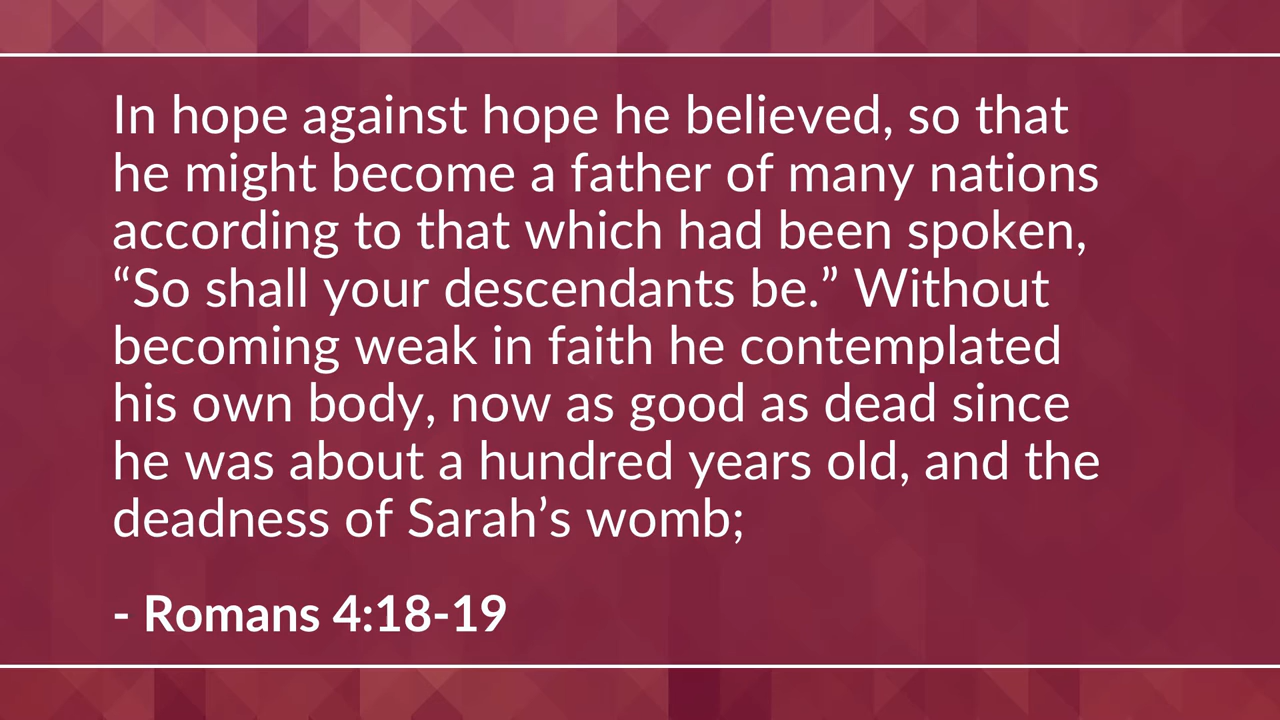 In hope against hope he believed, so that
he might become a father of many nations
according to that which had been spoken,
“So shall your descendants be.” Without
becoming weak in faith he contemplated
his own body, now as good as dead since
he was about a hundred years old, and the
deadness of Sarah’s womb;
- Romans 4:18-19